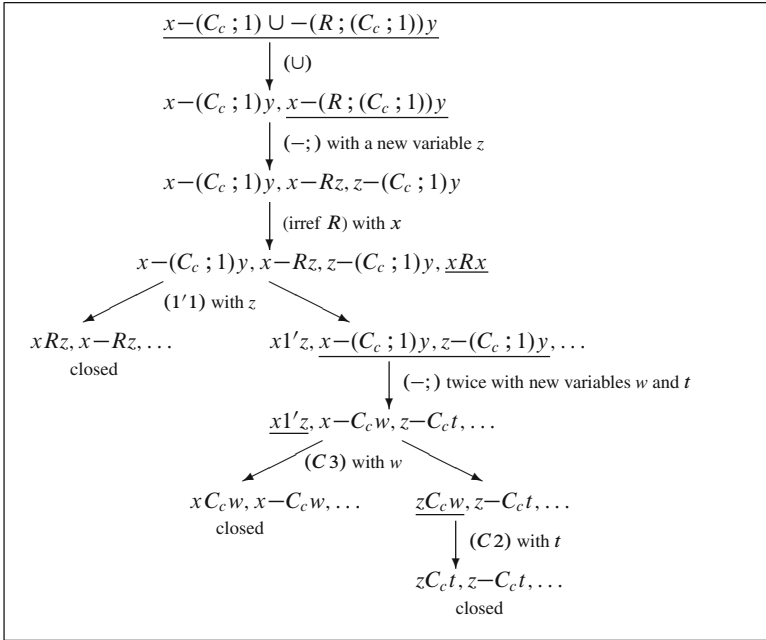 x−(C_c ; 1) ∪ −(R ; (C_c ; 1))y
(∪)
x−(C_c ; 1)y, x−(R ; (C_c ; 1))y
(−;) with a new variable z
x−(C_c ; 1)y, x−Rz, z−(C_c ; 1)y
(irref R) with x
x−(C_c ; 1)y, x−Rz, z−(C_c ; 1)y, xRx
(1′1) with z
xRz, x−Rz, ...
closed
x1′z, x−(C_c ; 1)y, z−(C_c ; 1)y, ...
(−;) twice with new variables w and t
x1′z, x−C_cw, z−C_ct, ...
(C3) with w
xC_cw, x−C_cw, ...
closed
zC_cw, z−C_ct, ...
(C2) with t
zC_ct, z−C_ct, ...
closed